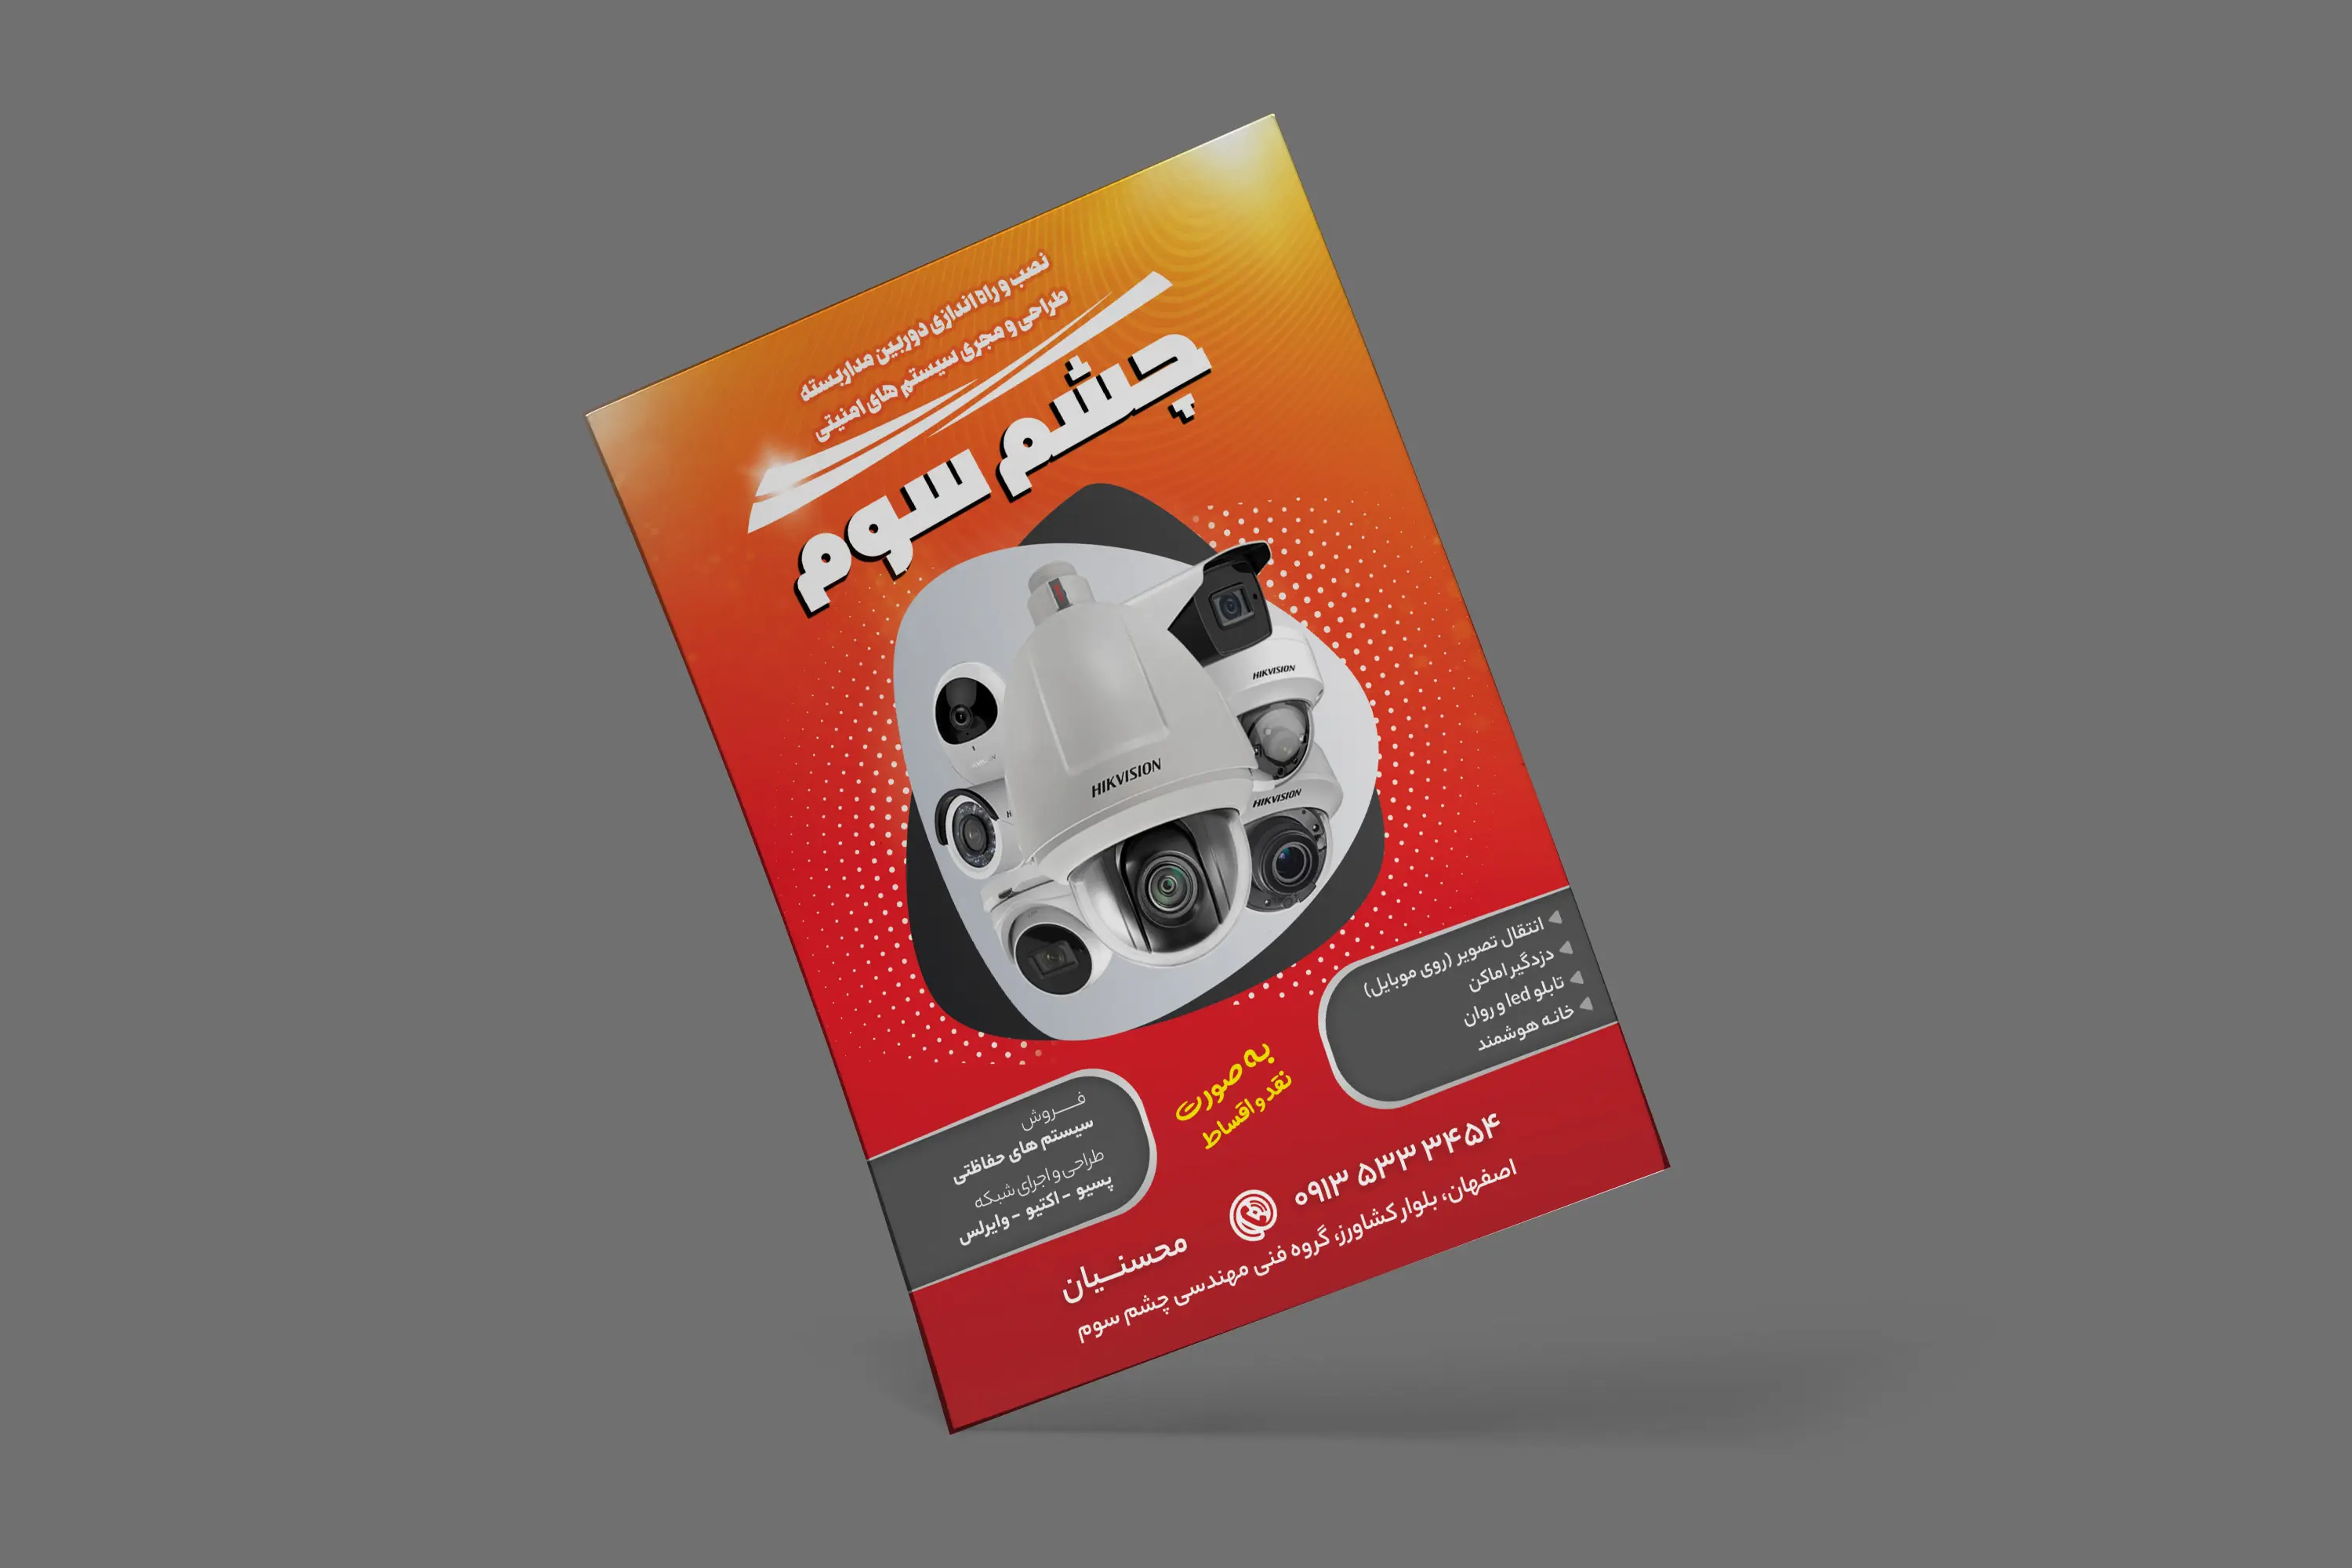 نصب و راه اندازی دوربین مداربسته
طراحی و مجری سیستم های امنیتی
چشم سوم
HIKVISION
HIKVISION
HIKVISION
انتقال تصویر (روی موبایل)
دزدگیر اماکن
تابلو led و روان
خانه هوشمند
به صورت
نقد و اقساط
فـــروش
سیستم های حفاظتی
طراحی و اجرای شبکه
پسیو - اکتیو - وایرلس
۰۹۱۳ ۵۳۳ ۳۴۵۴
محسنـــیان
اصفهان، بلوار کشاورز، گروه فنی مهندسی چشم سوم